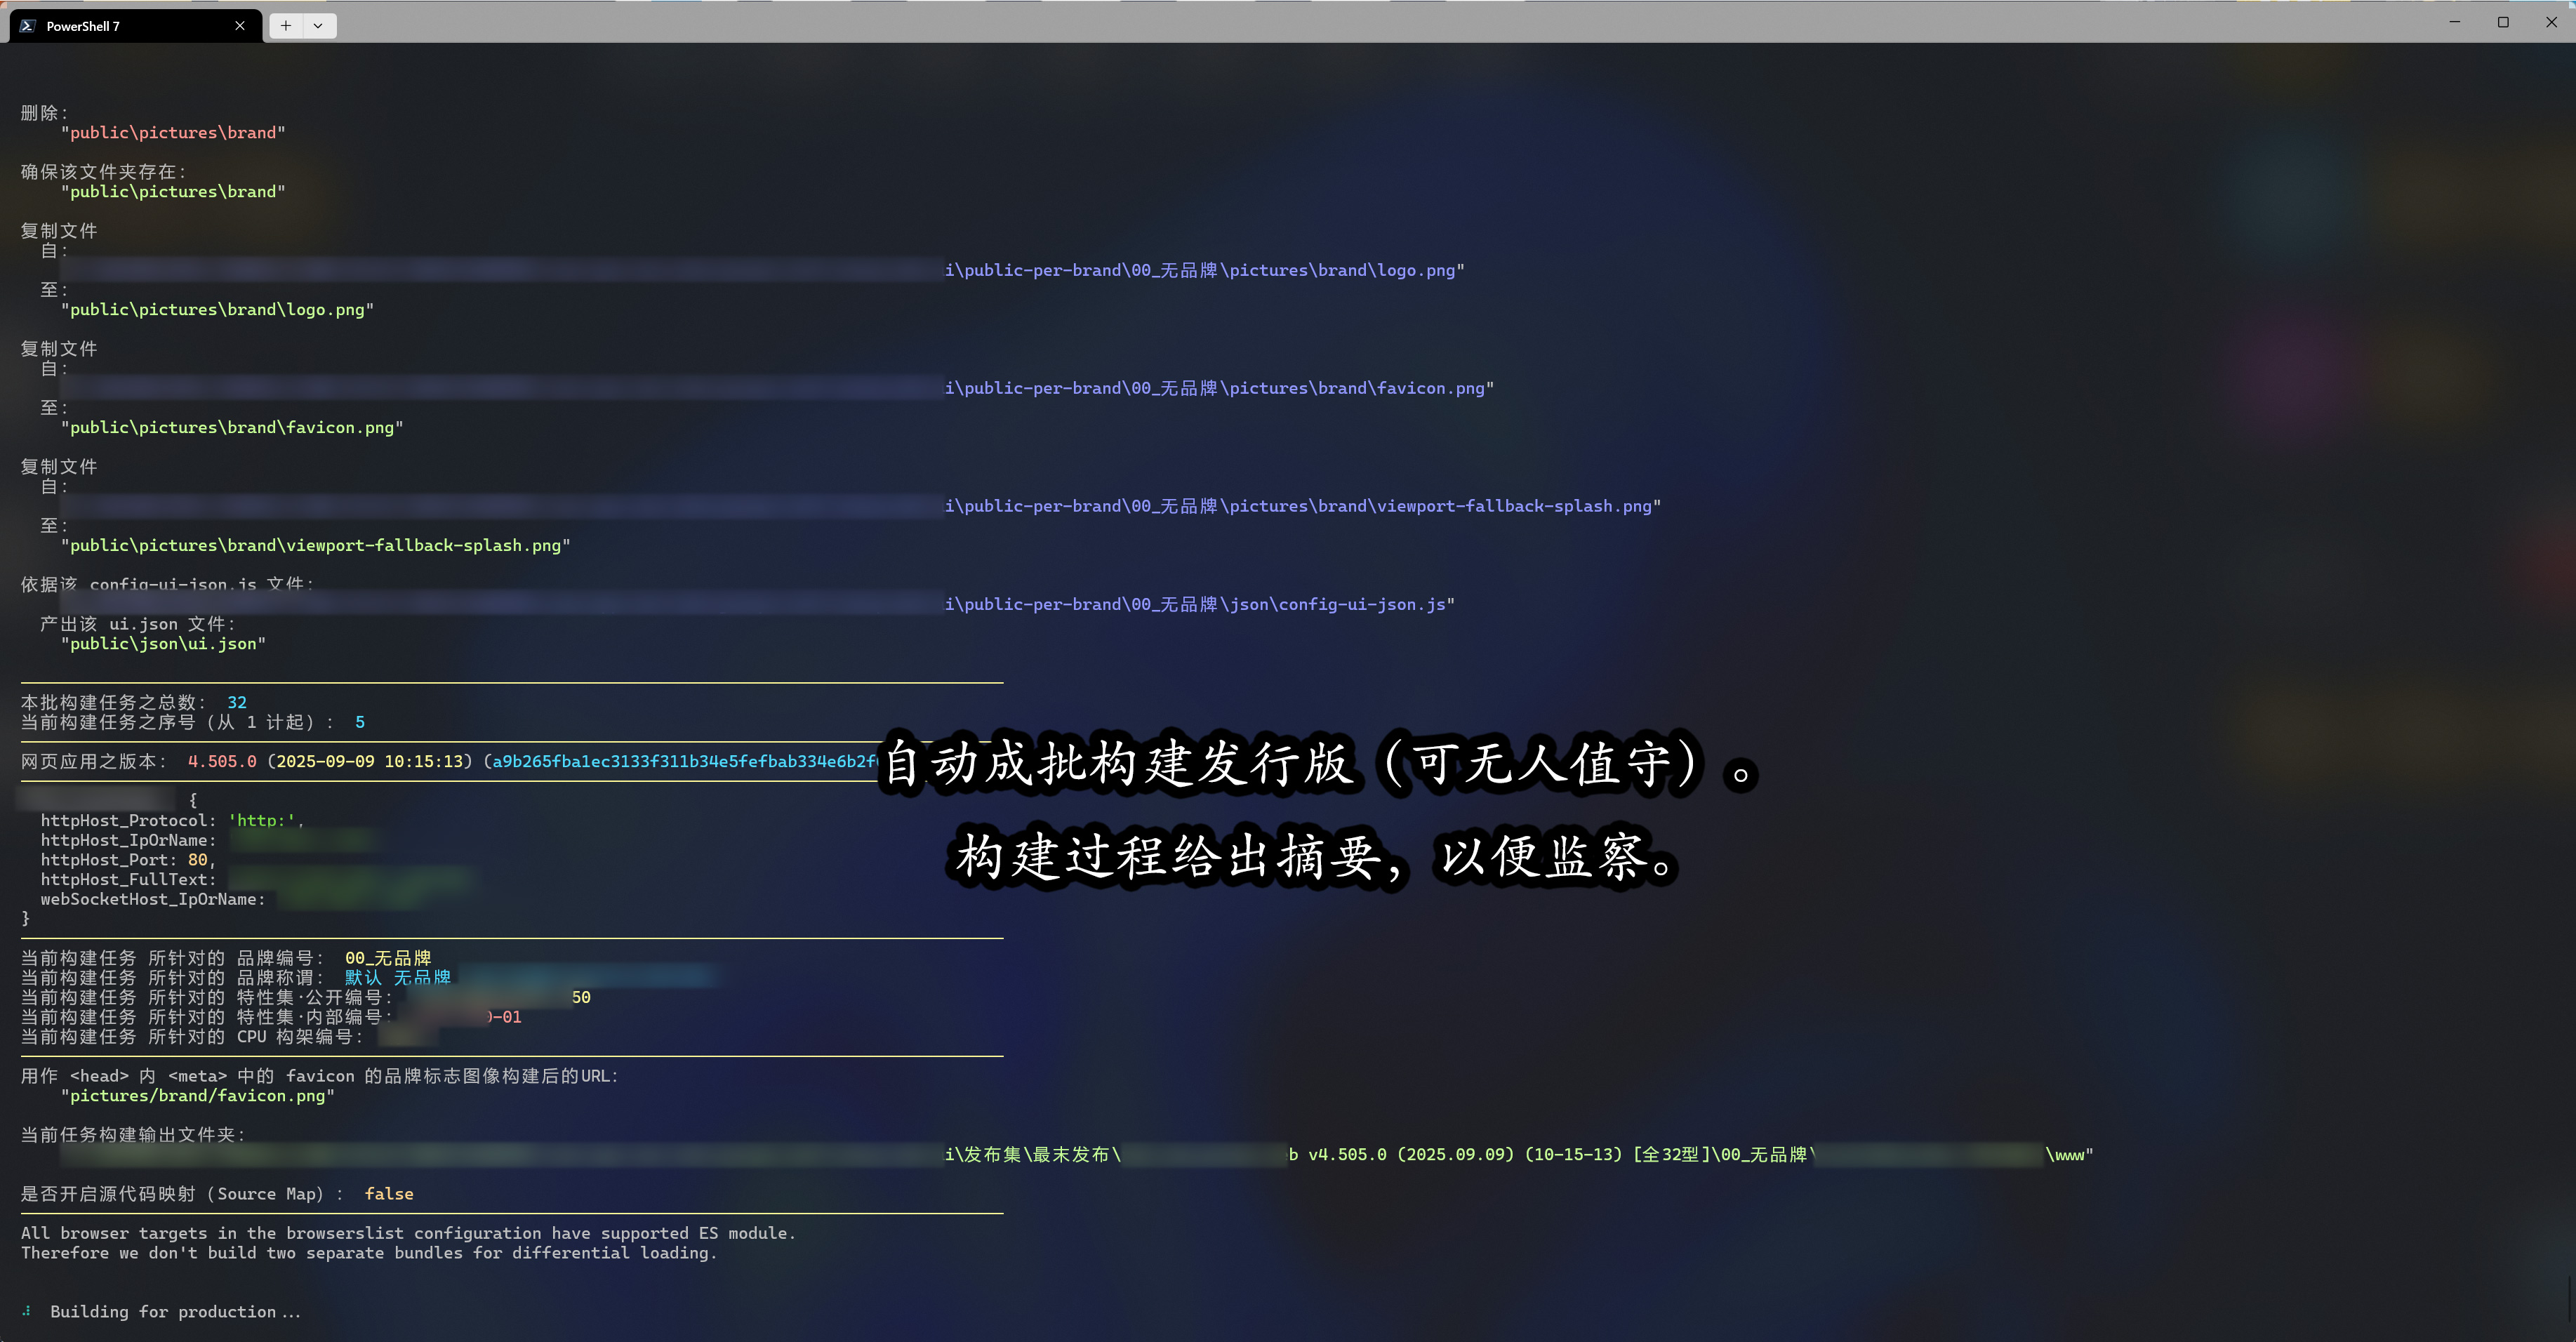 PowerShell 7
删除:
"public\pictures\brand"
确保该文件夹存在:
"public\pictures\brand"
复制文件
自:
i\public-per-brand\00_无品牌\pictures\brand\logo.png"
至:
"public\pictures\brand\logo.png"
复制文件
自:
i\public-per-brand\00_无品牌\pictures\brand\favicon.png"
至:
"public\pictures\brand\favicon.png"
复制文件
自:
i\public-per-brand\00_无品牌\pictures\brand\viewport-fallback-splash.png"
至:
"public\pictures\brand\viewport-fallback-splash.png"
依据该 config-ui-json.js 文件:
i\public-per-brand\00_无品牌\json\config-ui-json.js"
产出该 ui.json 文件:
"public\json\ui.json"
本批构建任务之总数: 32
当前构建任务之序号(从 1 计起): 5
网页应用之版本: 4.505.0 (2025-09-09 10:15:13) (a9b265fba1ec3133f311b34e5fefbab334e6b2f
自动成批构建发行版（可无人值守）。
{
httpHost_Protocol: 'http:',
httpHost_IpOrName:
构建过程给出摘要，以便监察。
httpHost_Port: 80,
httpHost_FullText:
webSocketHost_IpOrName:
}
当前构建任务 所针对的 品牌编号: 00_无品牌
当前构建任务 所针对的 品牌称谓: 默认 无品牌
当前构建任务 所针对的 特性集·公开编号: 50
当前构建任务 所针对的 特性集·内部编号: 0-01
当前构建任务 所针对的 CPU 构架编号:
用作 <head> 内 <meta> 中的 favicon 的品牌标志图像构建后的URL:
"pictures/brand/favicon.png"
当前任务构建输出文件夹:
i\发布集\最末发布\ b v4.505.0 (2025.09.09) (10-15-13) [全32型]\00_无品牌\ \www"
是否开启源代码映射(Source Map): false
All browser targets in the browserslist configuration have supported ES module.
Therefore we don't build two separate bundles for differential loading.
Building for production...